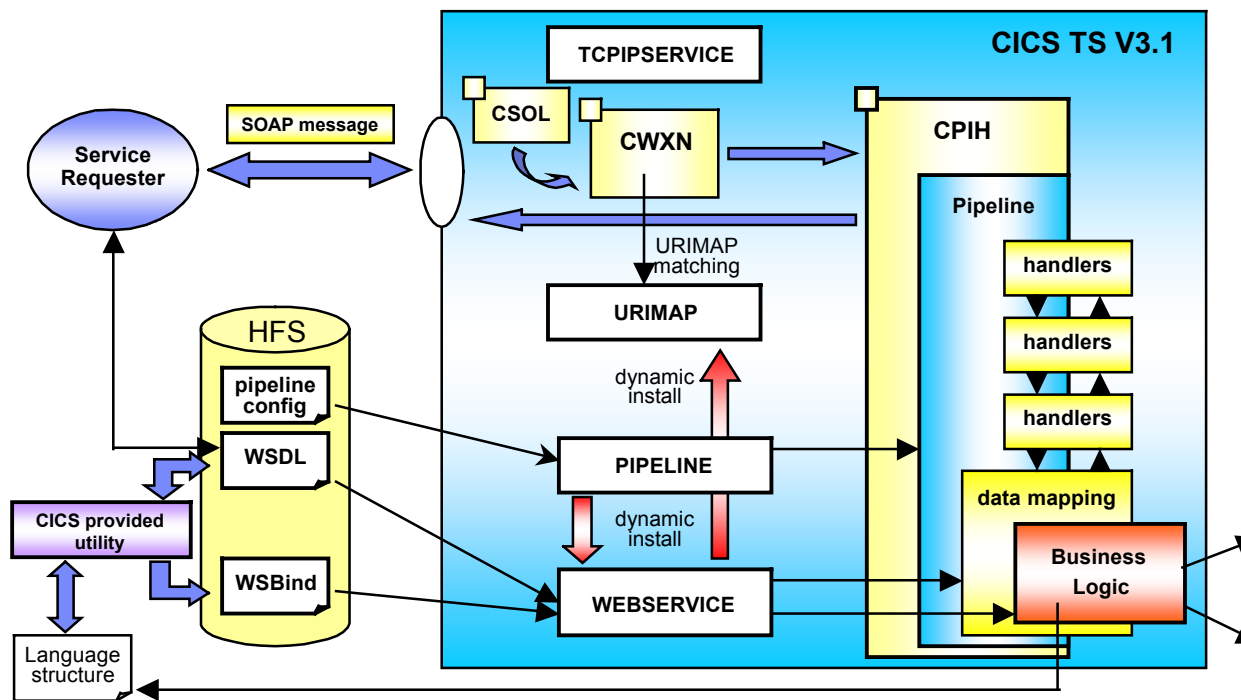 CICS TS V3.1
TCPIPSERVICE
CSOL
SOAP message
CWXN
CPIH
Service
Requester
Pipeline
URIMAP
matching
handlers
URIMAP
HFS
handlers
pipeline
config
dynamic
install
handlers
WSDL
PIPELINE
data mapping
CICS provided
utility
dynamic
install
Business
Logic
WSBind
WEBSERVICE
Language
structure